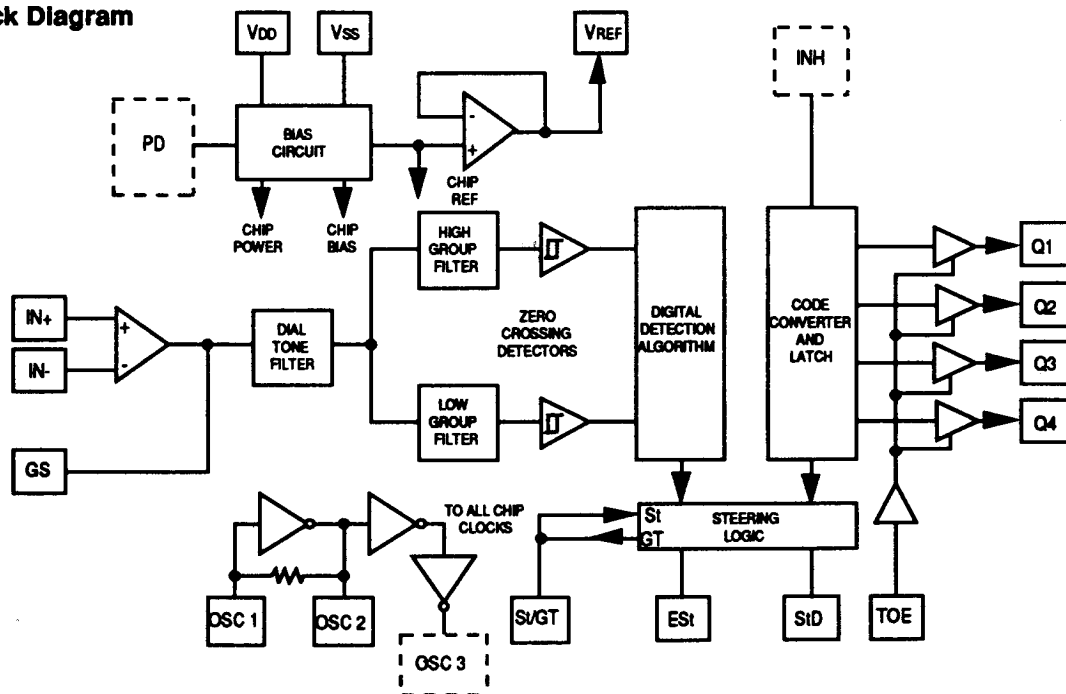 ck Diagram
VDD
VSS
VREF
INH
PD
BIAS
CIRCUIT
-
+
CHIP
REF
CHIP
POWER
CHIP
BIAS
HIGH
GROUP
FILTER
IN+
IN-
+
-
DIAL
TONE
FILTER
ZERO
CROSSING
DETECTORS
DIGITAL
DETECTION
ALGORITHM
CODE
CONVERTER
AND
LATCH
Q1
Q2
Q3
Q4
LOW
GROUP
FILTER
GS
TO ALL CHIP
CLOCKS
St
GT
STEERING
LOGIC
OSC 1
OSC 2
OSC 3
St/GT
ESt
StD
TOE